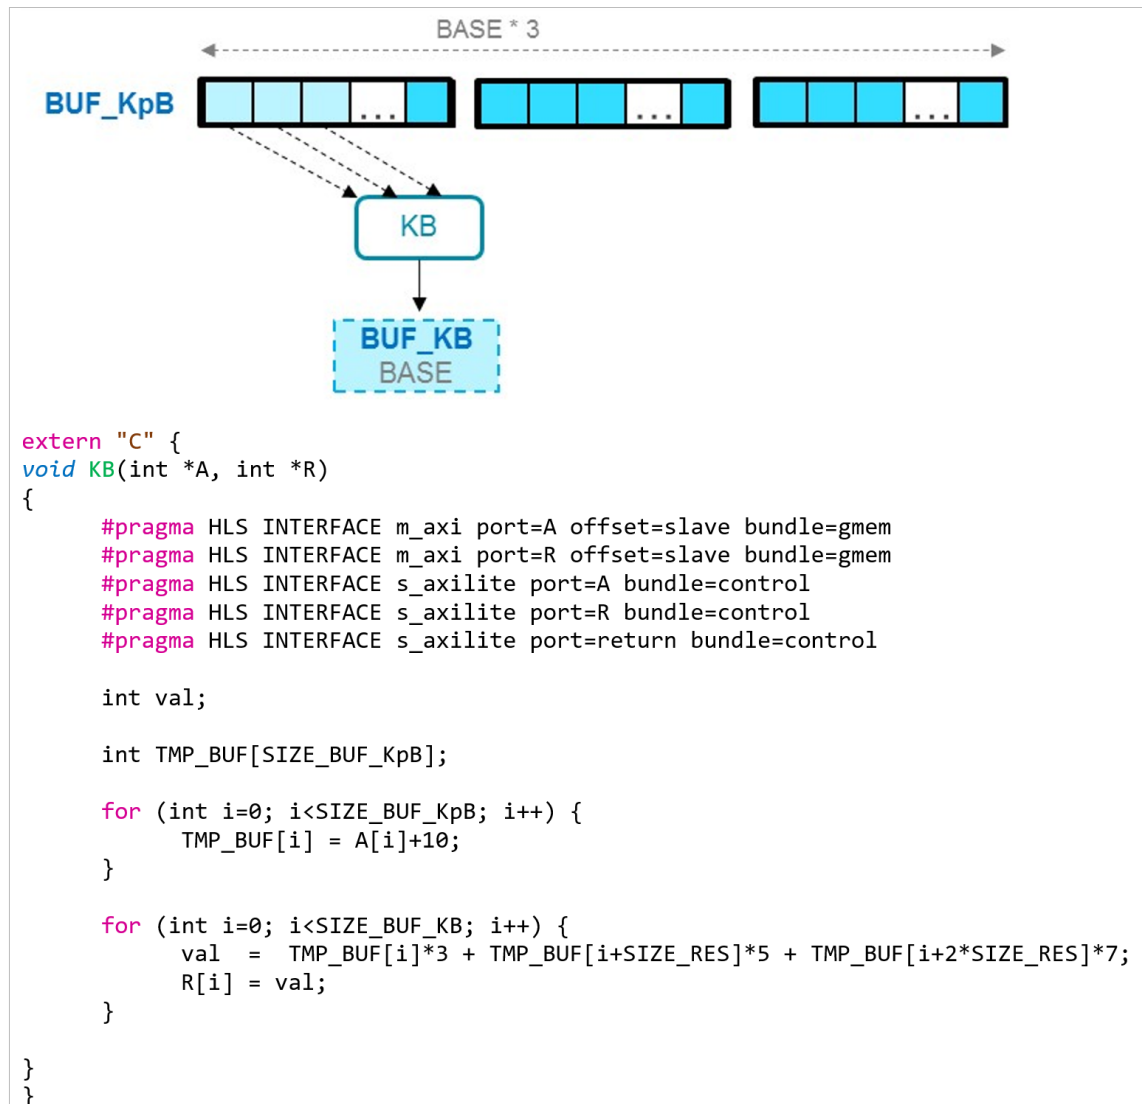 BASE * 3
BUF_KpB
...
...
...
KB
BUF_KB
BASE
extern "C" {
void KB(int *A, int *R)
{
#pragma HLS INTERFACE m_axi port=A offset=slave bundle=gmem
#pragma HLS INTERFACE m_axi port=R offset=slave bundle=gmem
#pragma HLS INTERFACE s_axilite port=A bundle=control
#pragma HLS INTERFACE s_axilite port=R bundle=control
#pragma HLS INTERFACE s_axilite port=return bundle=control
int val;
int TMP_BUF[SIZE_BUF_KpB];
for (int i=0; i<SIZE_BUF_KpB; i++) {
TMP_BUF[i] = A[i]+10;
}
for (int i=0; i<SIZE_BUF_KB; i++) {
val = TMP_BUF[i]*3 + TMP_BUF[i+SIZE_RES]*5 + TMP_BUF[i+2*SIZE_RES]*7;
R[i] = val;
}
}
}